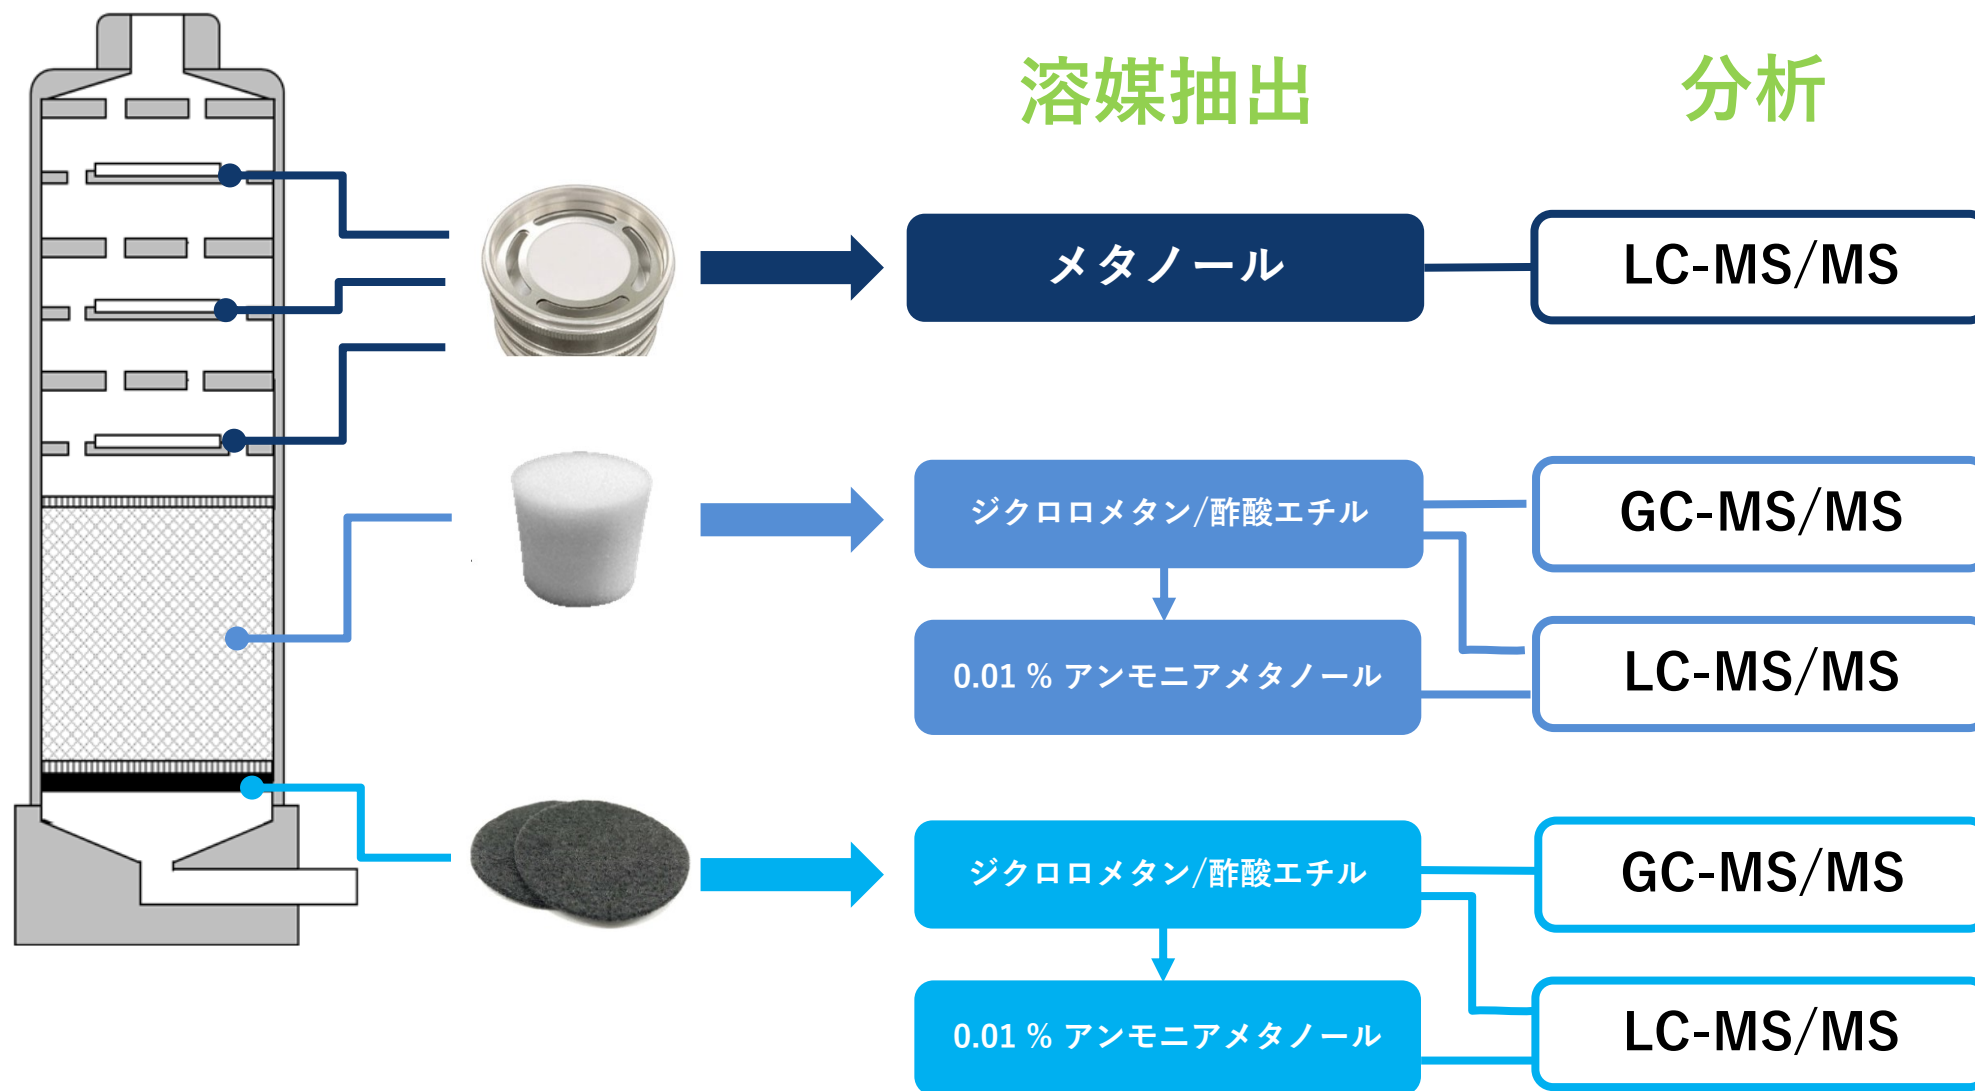 溶媒抽出
分析
メタノール
LC-MS/MS
ジクロロメタン/酢酸エチル
GC-MS/MS
0.01 % アンモニアメタノール
LC-MS/MS
ジクロロメタン/酢酸エチル
GC-MS/MS
0.01 % アンモニアメタノール
LC-MS/MS